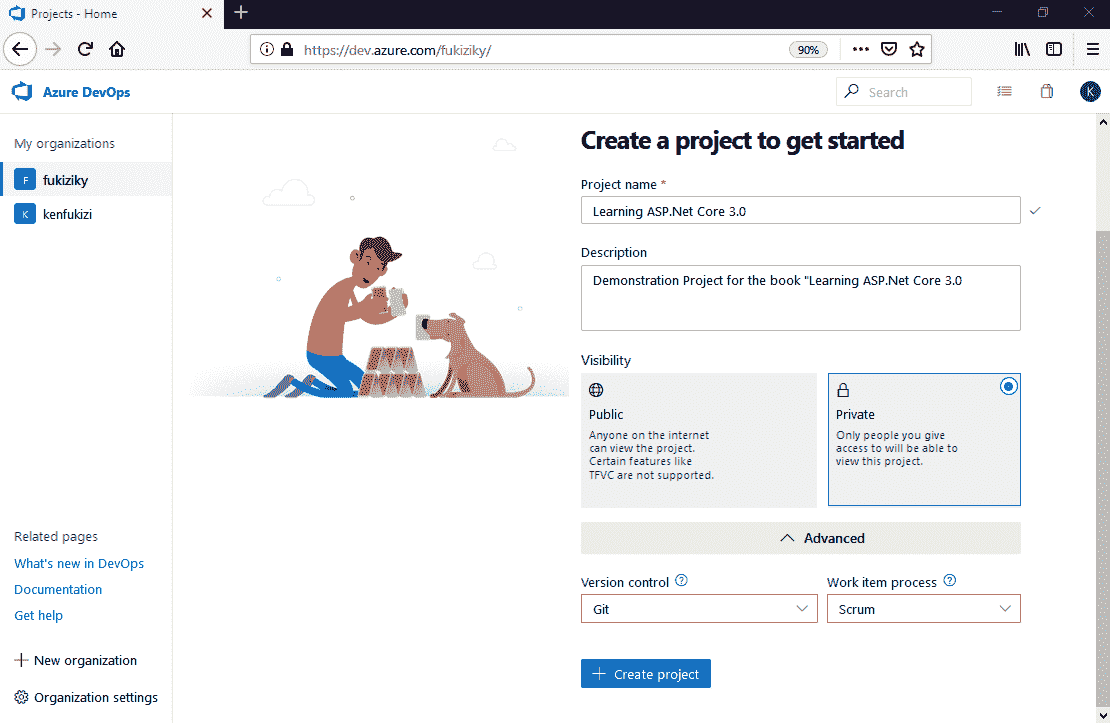 Projects - Home
https://dev.azure.com/fukiziky/
90%
Azure DevOps
Search
K
My organizations
F fukiziky
K kenfukizi
Related pages
What's new in DevOps
Documentation
Get help
New organization
Organization settings
Create a project to get started
Project name *
Learning ASP.Net Core 3.0
Description
Demonstration Project for the book "Learning ASP.Net Core 3.0
Visibility
Public
Anyone on the internet
can view the project.
Certain features like
TFVC are not supported.
Private
Only people you give
access to will be able to
view this project.
Advanced
Version control ?
Git
Work item process ?
Scrum
Create project